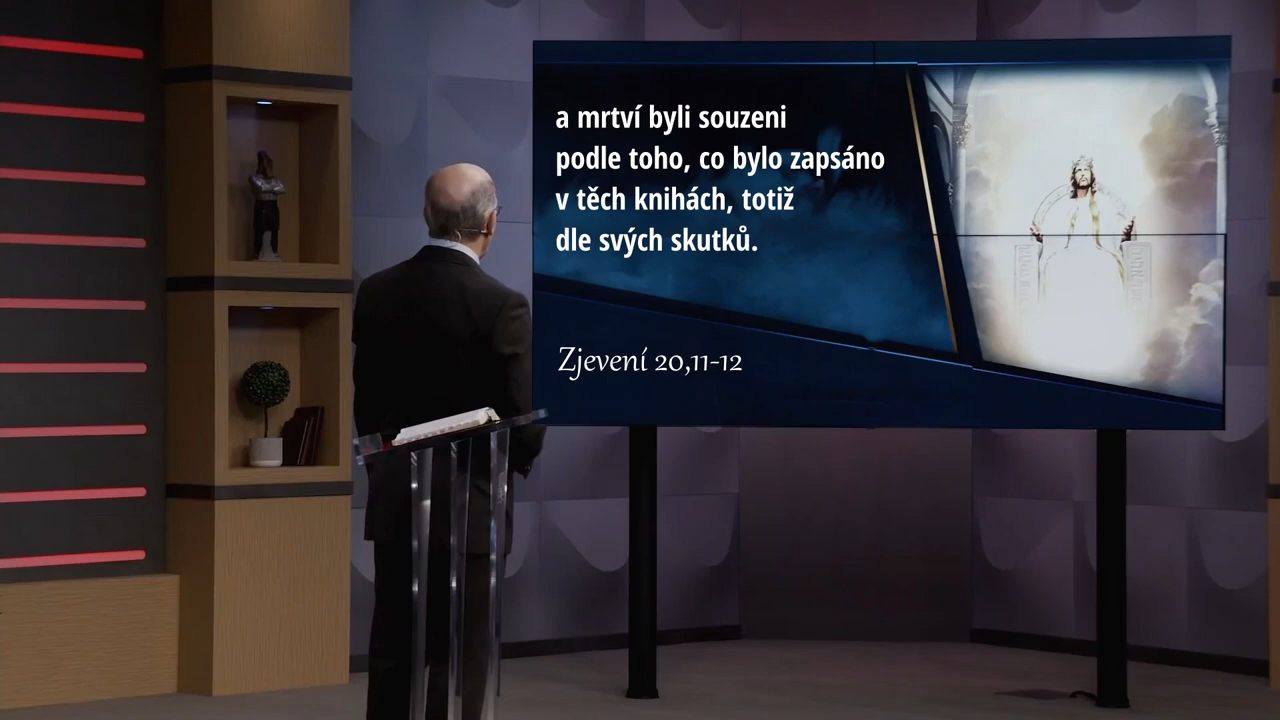 a mrtví byli souzeni
podle toho, co bylo zapsáno
v těch knihách, totiž
dle svých skutků.
Zjevení 20,11-12